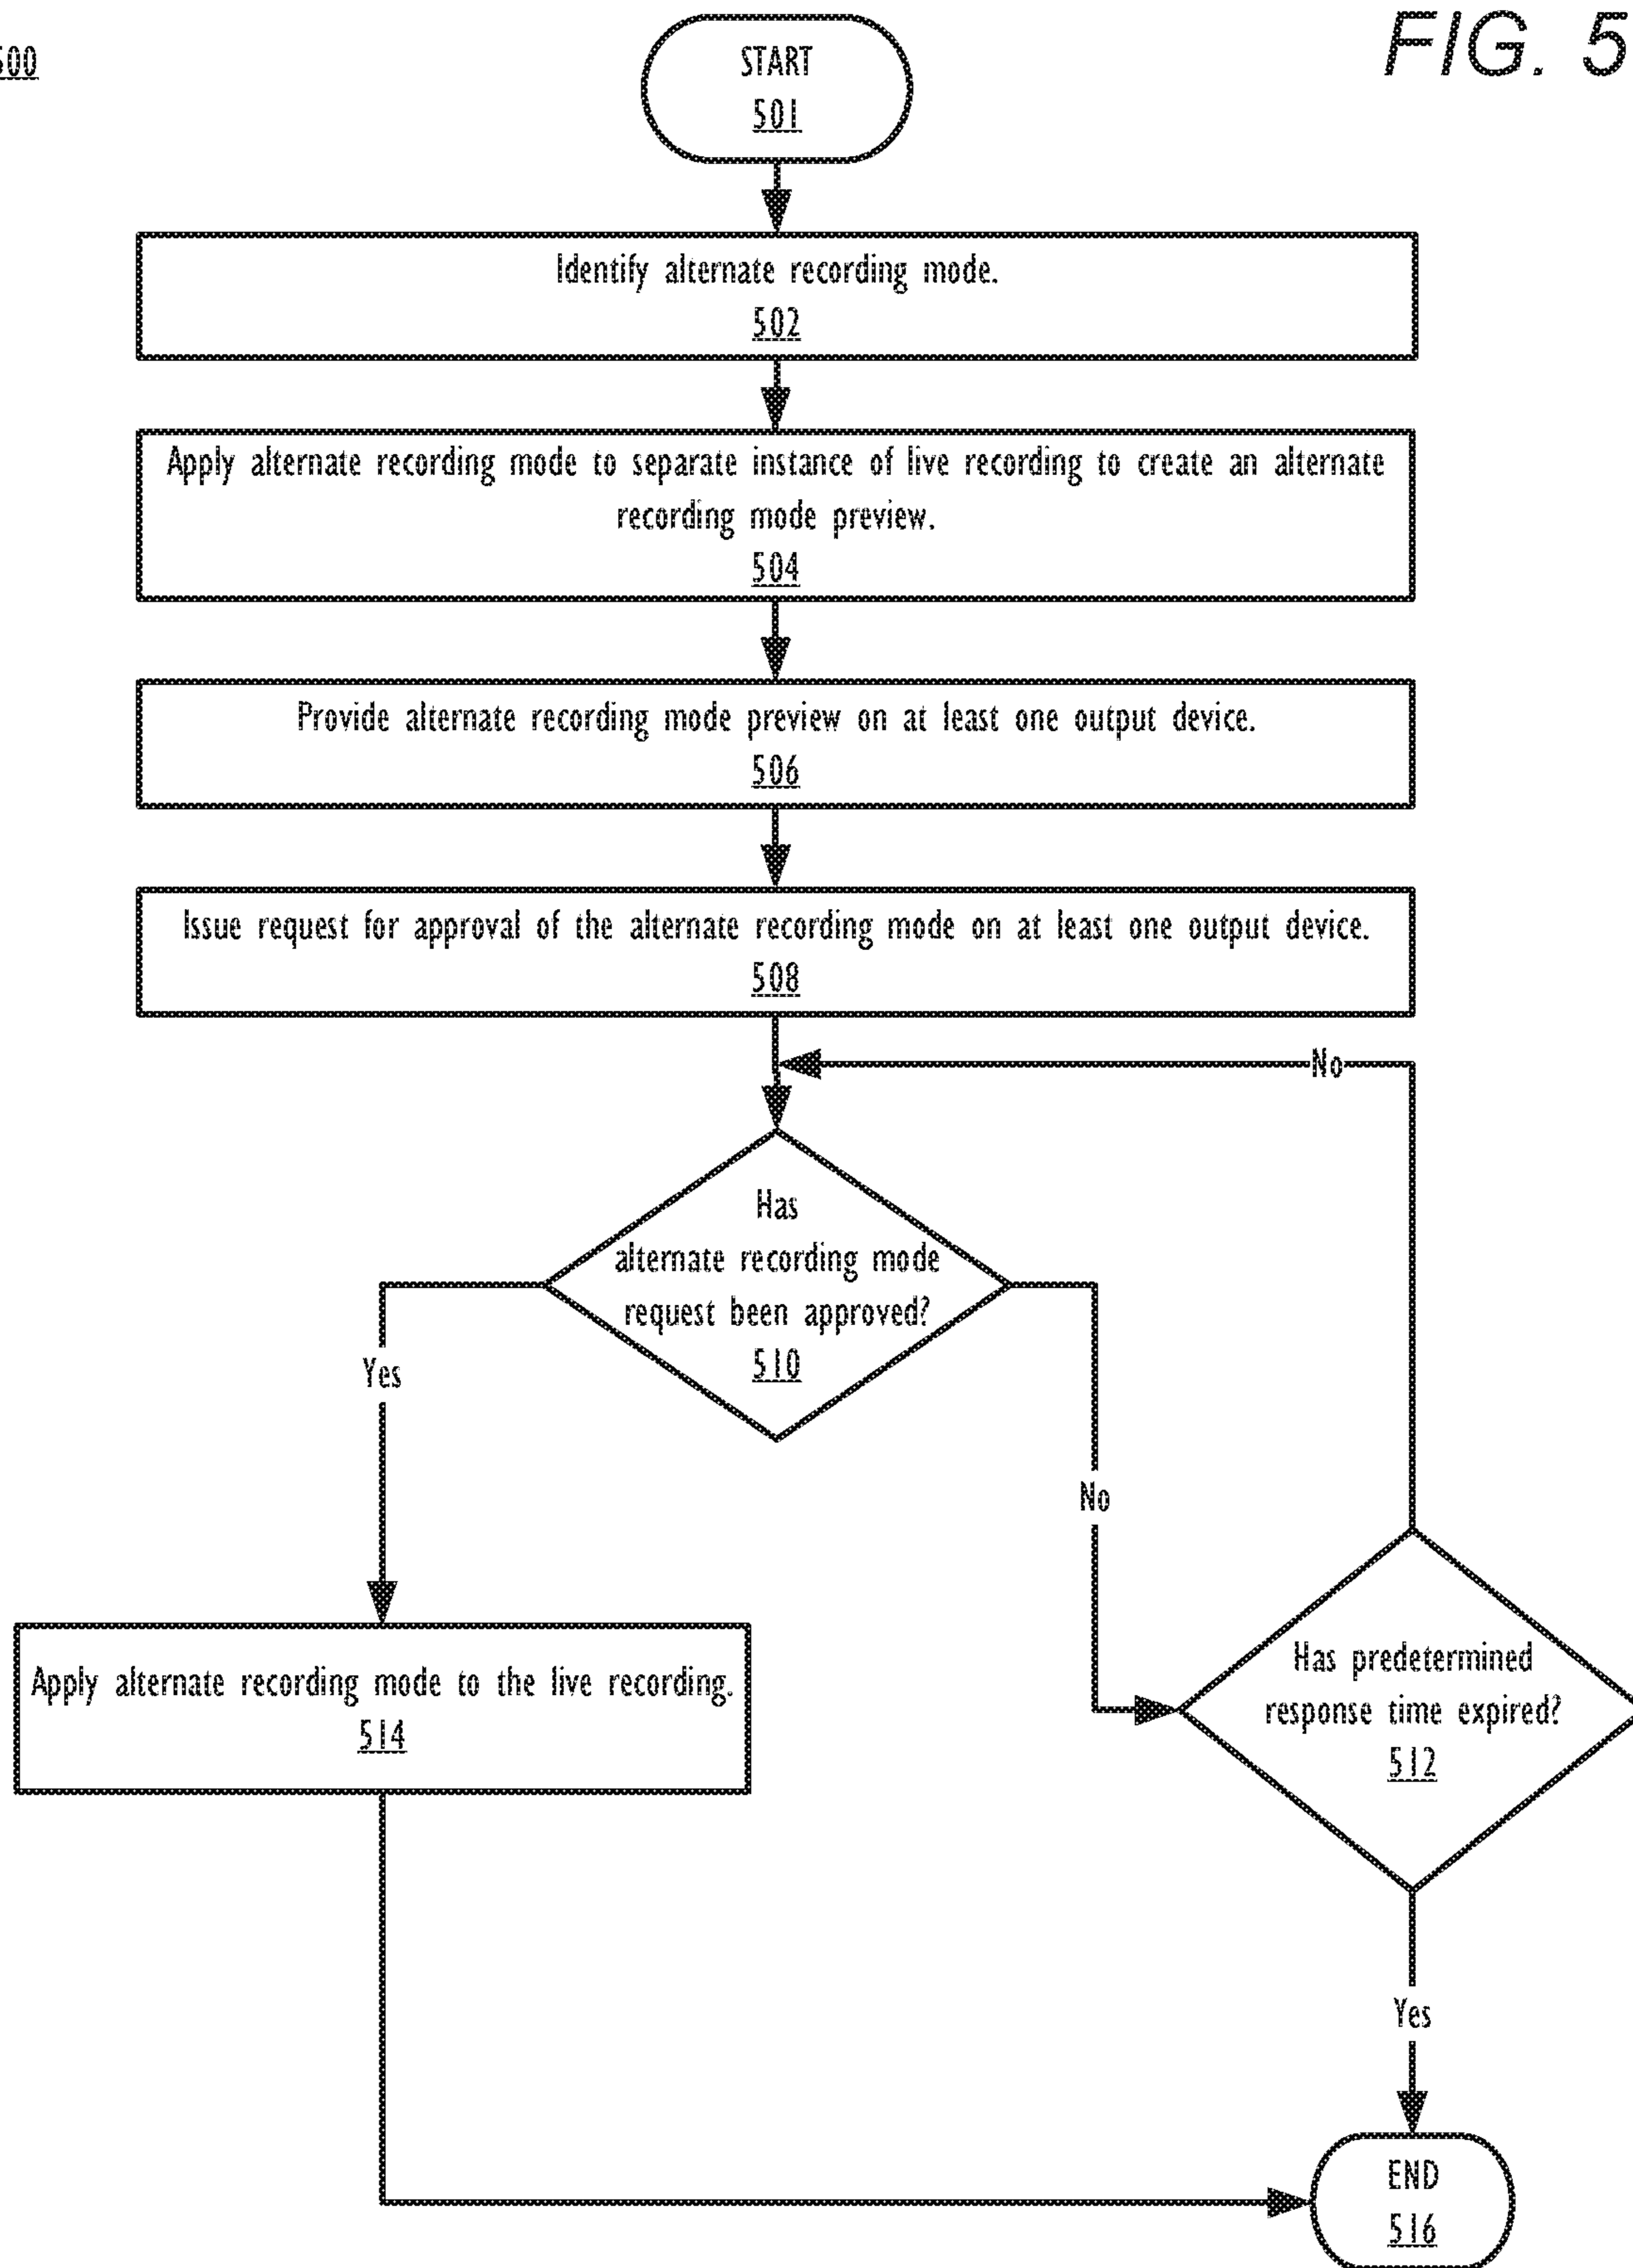 500
FIG. 5
START
501
Identify alternate recording mode.
502
Apply alternate recording mode to separate instance of live recording to create an alternate
recording mode preview.
504
Provide alternate recording mode preview on at least one output device.
506
Issue request for approval of the alternate recording mode on at least one output device.
508
No
Has
alternate recording mode
request been approved?
510
Yes
No
Has predetermined
response time expired?
512
Apply alternate recording mode to the live recording.
514
Yes
END
516